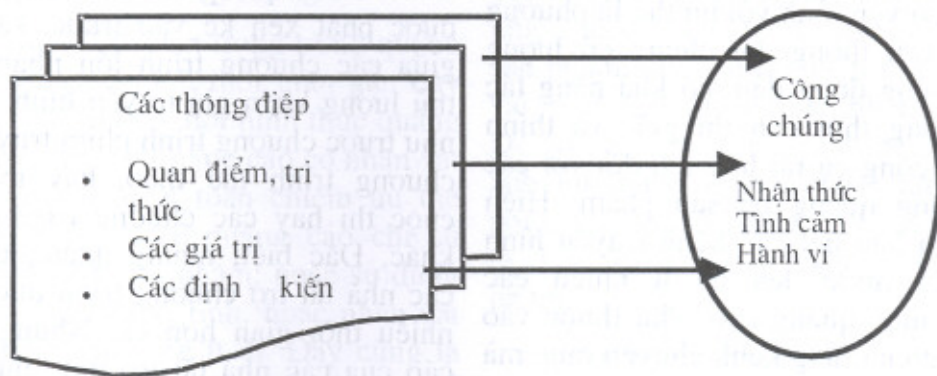 Các thông điệp
• Quan điểm, tri
thức
• Các giá trị
• Các định kiến
Công
chúng
Nhận thức
Tình cảm
Hành vi